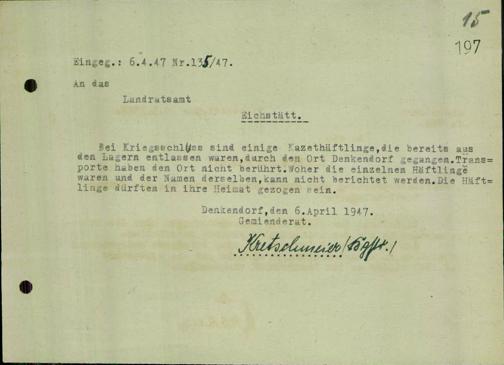 15
197
Eingeg.: 6.4.47 Nr.135/47.
An das
Landratsamt
Eichstätt.
Bei Kriegsschluss sind einige Kazethäftlinge,die bereits aus
den Lagern entlassen waren,durch den Ort Denkendorf gegangen.Trans=
porte haben den Ort nicht berührt.Woher die einzelnen Häftlinge
waren und der Namen derselben,kann nicht berichtet werden.Die Häft=
linge dürften in ihre Heimat gezogen sein.
Denkendorf,den 6.April 1947.
Gemienderat.
Kretschmeier (Bgftr.)